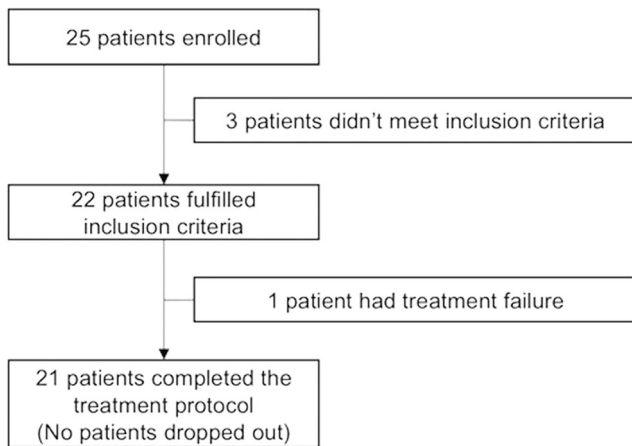 25 patients enrolled
3 patients didn’t meet inclusion criteria
22 patients fulfilled
inclusion criteria
1 patient had treatment failure
21 patients completed the
treatment protocol
(No patients dropped out)